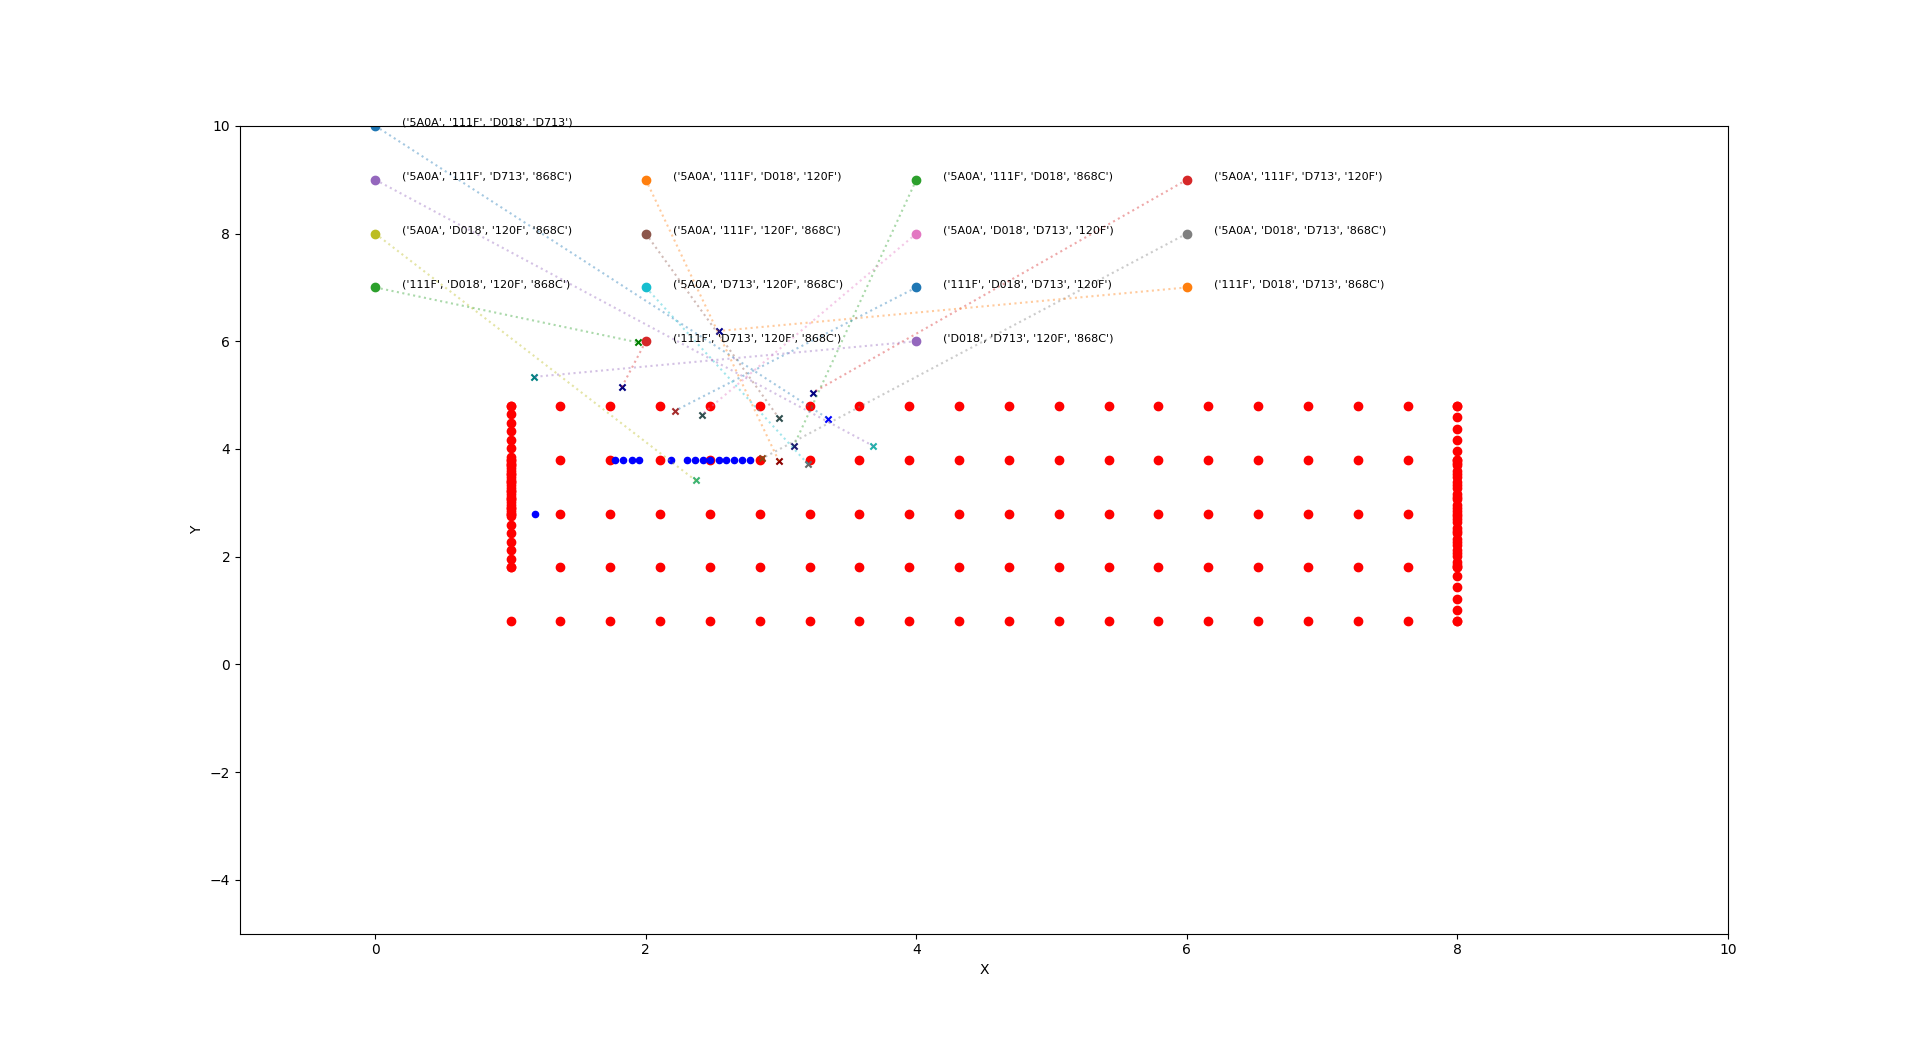 ('5A0A', '111F', 'D018', 'D713')
10
('5A0A', '111F', 'D713', '868C') ('5A0A', '111F', 'D018', '120F') ('5A0A', '111F', 'D018', '868C') ('5A0A', '111F', 'D713', '120F')
8
('5A0A', 'D018', '120F', '868C') ('5A0A', '111F', '120F', '868C') ('5A0A', 'D018', 'D713', '120F') ('5A0A', 'D018', 'D713', '868C')
('111F', 'D018', '120F', '868C') ('5A0A', 'D713', '120F', '868C') ('111F', 'D018', 'D713', '120F') ('111F', 'D018', 'D713', '868C')
6
('111F', 'D713', '120F', '868C') ('D018', 'D713', '120F', '868C')
4
2
Y
0
−2
−4
0 2 4 6 8 10
X